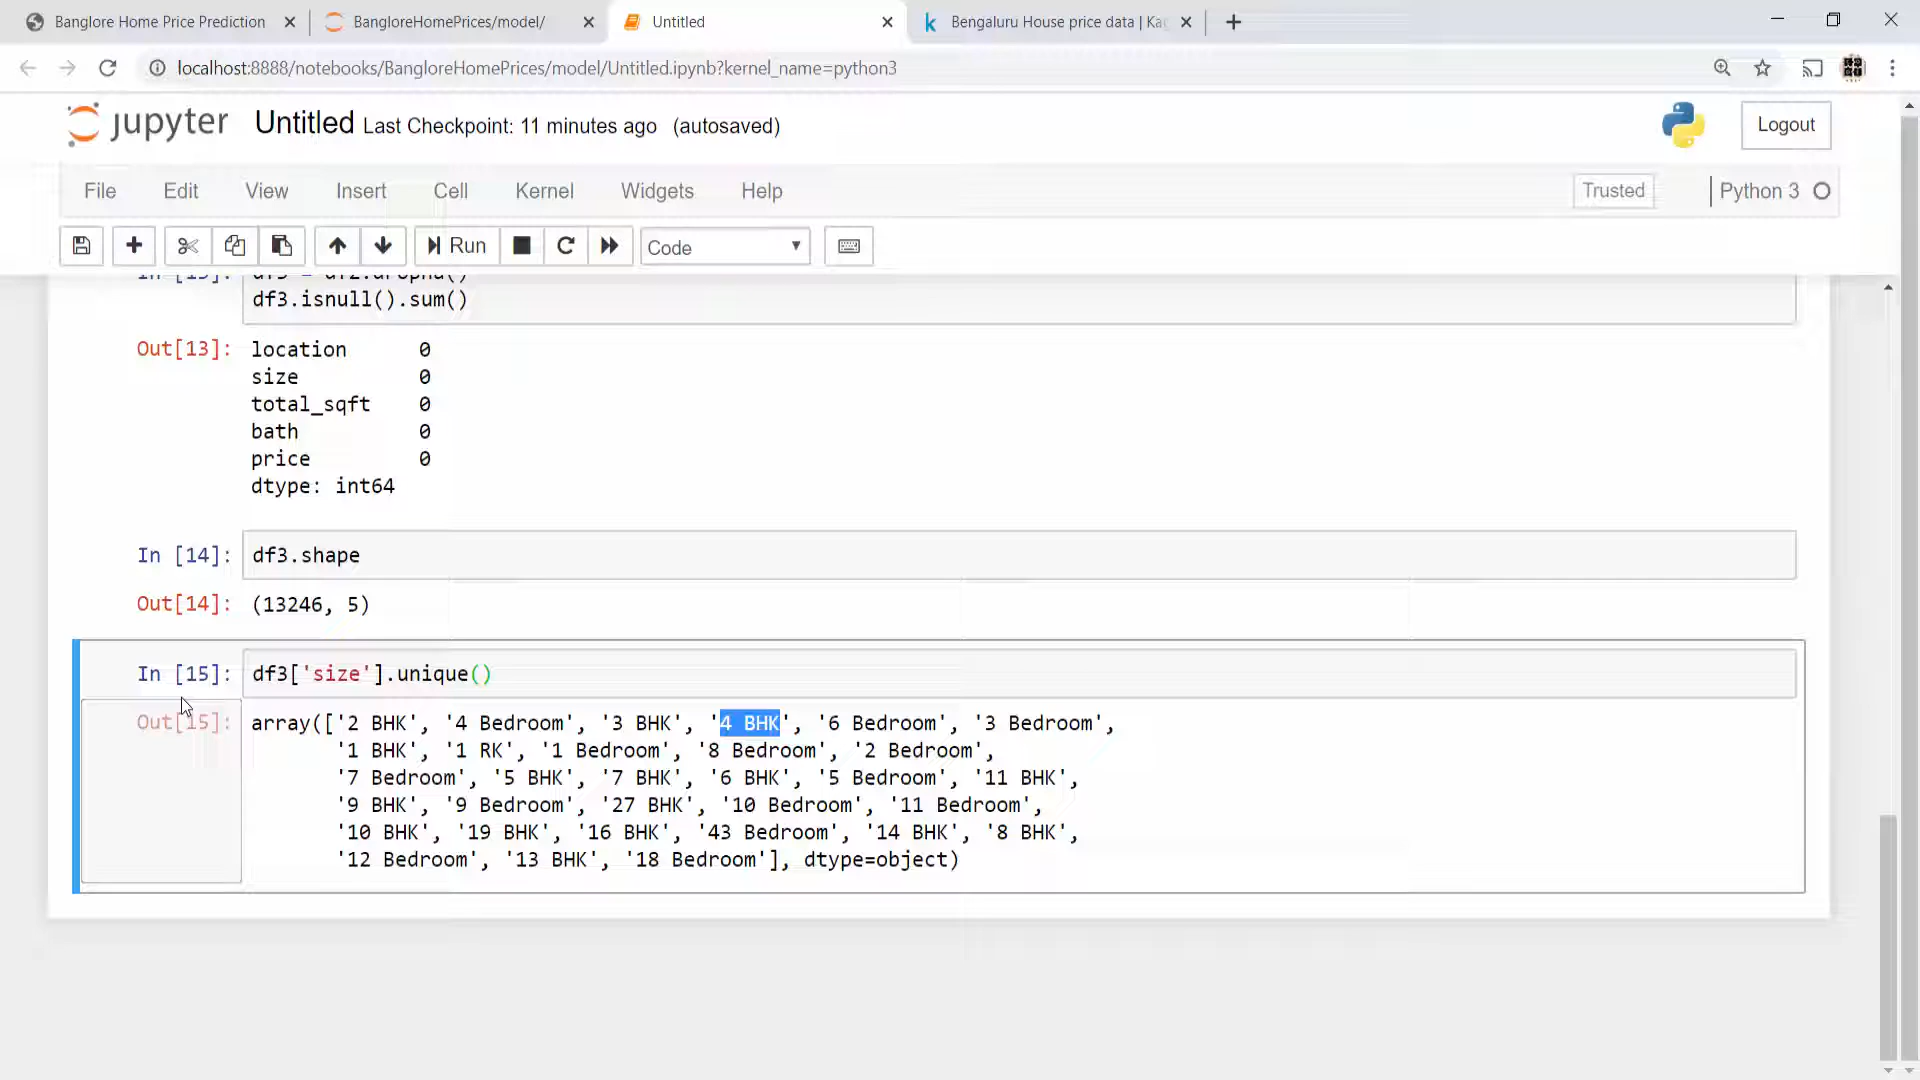 Banglore Home Price Prediction
BangloreHomePrices/model/
Untitled
Bengaluru House price data | Ka
localhost:8888/notebooks/BangloreHomePrices/model/Untitled.ipynb?kernel_name=python3
jupyter Untitled Last Checkpoint: 11 minutes ago (autosaved)
Logout
File Edit View Insert Cell Kernel Widgets Help
Trusted
Python 3
Run
Code
In [13]: df3 = df2.dropna()
df3.isnull().sum()
Out[13]: location 0
size 0
total_sqft 0
bath 0
price 0
dtype: int64
In [14]: df3.shape
Out[14]: (13246, 5)
In [15]: df3['size'].unique()
Out[15]: array(['2 BHK', '4 Bedroom', '3 BHK', '4 BHK', '6 Bedroom', '3 Bedroom',
'1 BHK', '1 RK', '1 Bedroom', '8 Bedroom', '2 Bedroom',
'7 Bedroom', '5 BHK', '7 BHK', '6 BHK', '5 Bedroom', '11 BHK',
'9 BHK', '9 Bedroom', '27 BHK', '10 Bedroom', '11 Bedroom',
'10 BHK', '19 BHK', '16 BHK', '43 Bedroom', '14 BHK', '8 BHK',
'12 Bedroom', '13 BHK', '18 Bedroom'], dtype=object)